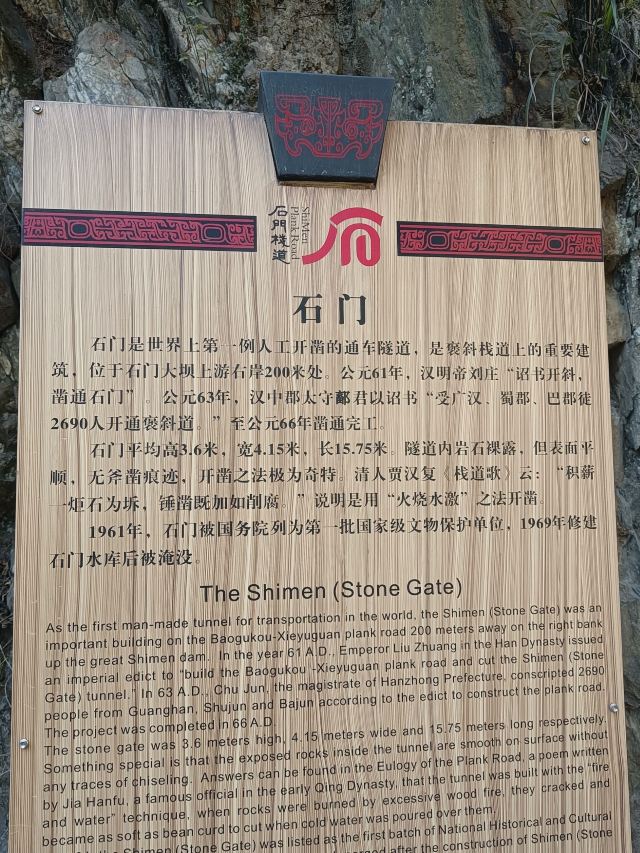 石門栈道
ShiMen
Plank Road
石门
石门是世界上第一例人工开凿的通车隧道，是褒斜栈道上的重要建
筑，位于石门大坝上游右岸200米处。公元61年，汉明帝刘庄“诏书开斜，
凿通石门”。公元63年，汉中郡太守鄐君以诏书“受广汉、蜀郡、巴郡徒
2690人开通褒斜道。”至公元66年凿通完工。
石门平均高3.6米，宽4.15米，长15.75米。隧道内岩石裸露，但表面平
顺，无斧凿痕迹，开凿之法极为奇特。清人贾汉复《栈道歌》云：“积薪
一炬石为坼，锤凿既加如削腐。”说明是用“火烧水激”之法开凿。
1961年，石门被国务院列为第一批国家级文物保护单位，1969年修建
石门水库后被淹没。
The Shimen (Stone Gate)
As the first man-made tunnel for transportation in the world, the Shimen (Stone Gate) was an
important building on the Baogukou-Xieyuguan plank road 200 meters away on the right bank
up the great Shimen dam. In the year 61 A.D., Emperor Liu Zhuang in the Han Dynasty issued
an imperial edict to “build the Baogukou -Xieyuguan plank road and cut the Shimen (Stone
Gate) tunnel.” In 63 A.D., Chu Jun, the magistrate of Hanzhong Prefecture, conscripted 2690
people from Guanghan, Shujun and Bajun according to the edict to construct the plank road.
The project was completed in 66 A.D.
The stone gate was 3.6 meters high, 4.15 meters wide and 15.75 meters long respectively.
Something special is that the exposed rocks inside the tunnel are smooth on surface without
any traces of chiseling. Answers can be found in the Eulogy of the Plank Road, a poem written
by Jia Hanfu, a famous official in the early Qing Dynasty, that the tunnel was built with the “fire
and water” technique, when rocks were burned by excessive wood fire, they cracked and
became as soft as bean curd to cut when cold water was poured over them.
the Shimen (Stone Gate) was listed as the first batch of National Historical and Cultural
after the construction of Shimen (Stone